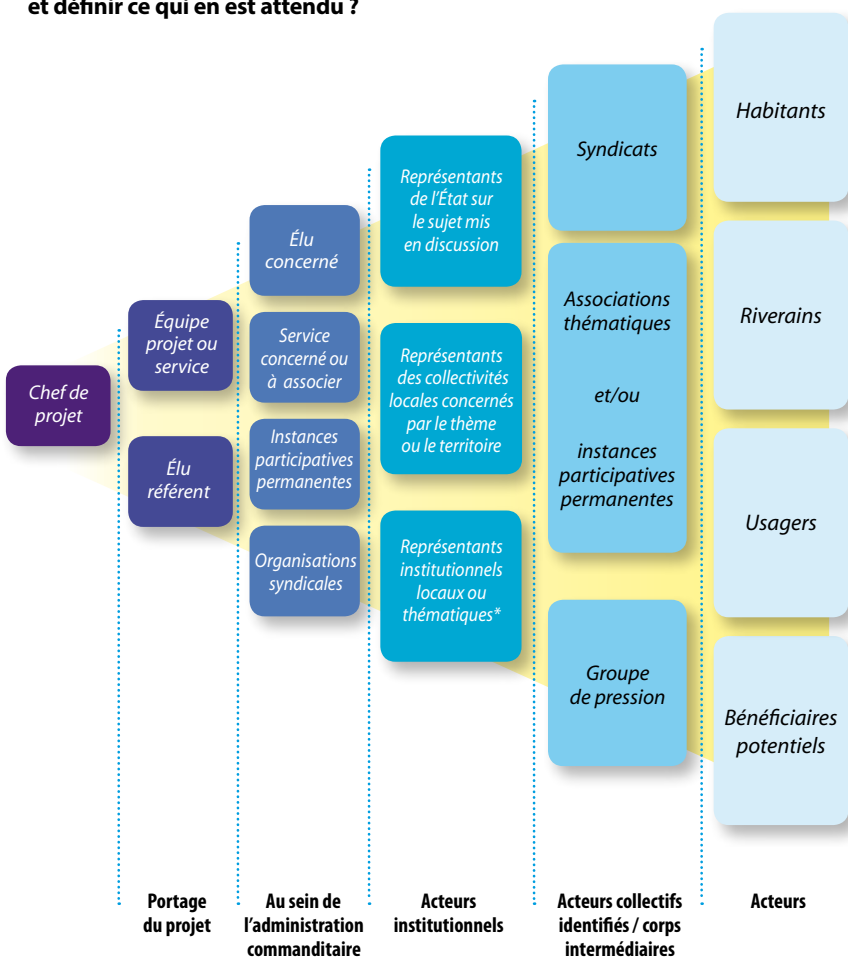 et définir ce qui en est attendu ?
Chef de
projet
Équipe
projet ou
service
Élu
référent
Élu
concerné
Service
concerné ou
à associer
Instances
participatives
permanentes
Organisations
syndicales
Représentants
de l'État sur
le sujet mis
en discussion
Représentants
des collectivités
locales concernés
par le thème
ou le territoire
Représentants
institutionnels
locaux ou
thématiques*
Syndicats
Associations
thématiques
et/ou
instances
participatives
permanentes
Groupe
de pression
Habitants
Riverains
Usagers
Bénéficiaires
potentiels
Portage
du projet
Au sein de
l'administration
commanditaire
Acteurs
institutionnels
Acteurs collectifs
identifiés / corps
intermédiaires
Acteurs